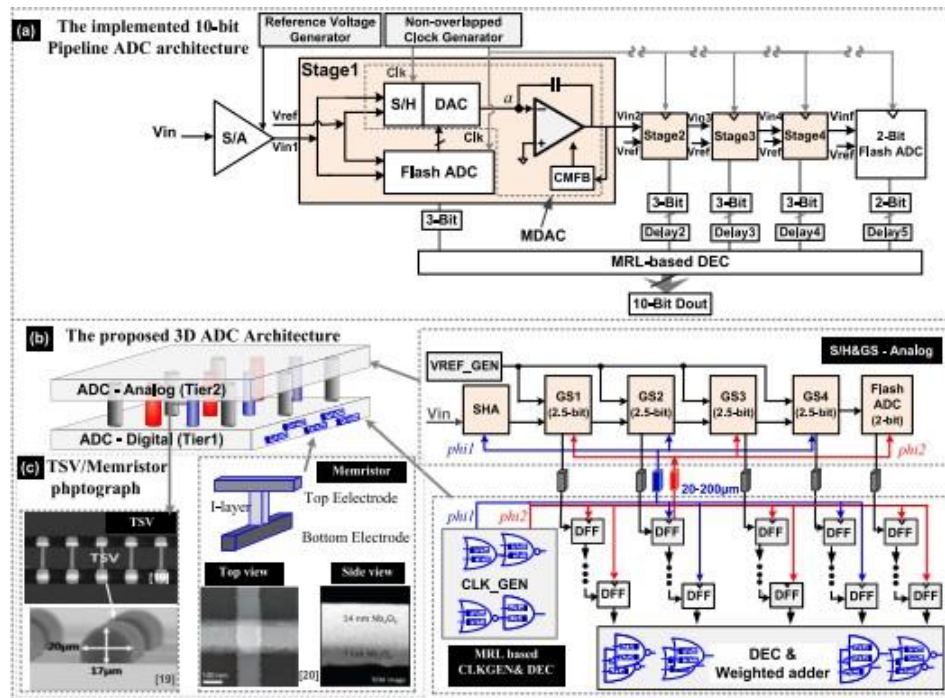 (a)
The implemented 10-bit
Pipeline ADC architecture
Reference Voltage
Generator
Non-overlapped
Clock Genarator
Stage1
Clk
S/H
DAC
a
Vin
S/A
Vref
Vin1
Clk
Flash ADC
CMFB
MDAC
Vin2
Vref
Stage2
Vin3
Vref
Stage3
Vin4
Vref
Stage4
Vinf
Vref
2-Bit
Flash ADC
3-Bit
3-Bit
3-Bit
3-Bit
2-Bit
Delay2
Delay3
Delay4
Delay5
MRL-based DEC
10-Bit Dout
(b)
The proposed 3D ADC Architecture
ADC - Analog (Tier2)
ADC - Digital (Tier1)
S/H&GS - Analog
VREF_GEN
Vin
SHA
GS1
(2.5-bit)
GS2
(2.5-bit)
GS3
(2.5-bit)
GS4
(2.5-bit)
Flash
ADC
(2-bit)
phi1
phi2
20-200μm
(c)
TSV/Memristor
phptograph
TSV
TSV
20μm
17μm
[19]
Memristor
I-layer
Top Eelectrode
Bottom Electrode
Top view
Side view
[20]
phi1
phi2
CLK_GEN
MRL based
CLKGEN& DEC
DFF
DFF
DFF
DFF
DFF
DFF
DFF
DFF
DFF
DFF
DEC &
Weighted adder